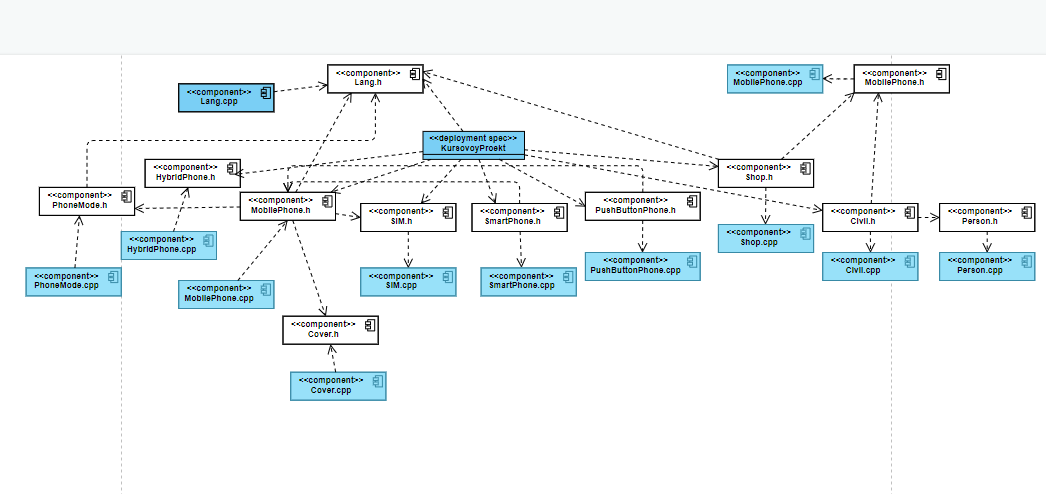 <<component>>
Lang.h
<<component>>
MobilePhone.cpp
<<component>>
MobilePhone.h
<<component>>
Lang.cpp
<<deployment spec>>
KursovoyProekt
<<component>>
HybridPhone.h
<<component>>
Shop.h
<<component>>
PhoneMode.h
<<component>>
MobilePhone.h
<<component>>
SIM.h
<<component>>
SmartPhone.h
<<component>>
PushButtonPhone.h
<<component>>
Civil.h
<<component>>
Person.h
<<component>>
HybridPhone.cpp
<<component>>
Shop.cpp
<<component>>
PhoneMode.cpp
<<component>>
MobilePhone.cpp
<<component>>
SIM.cpp
<<component>>
SmartPhone.cpp
<<component>>
PushButtonPhone.cpp
<<component>>
Civil.cpp
<<component>>
Person.cpp
<<component>>
Cover.h
<<component>>
Cover.cpp